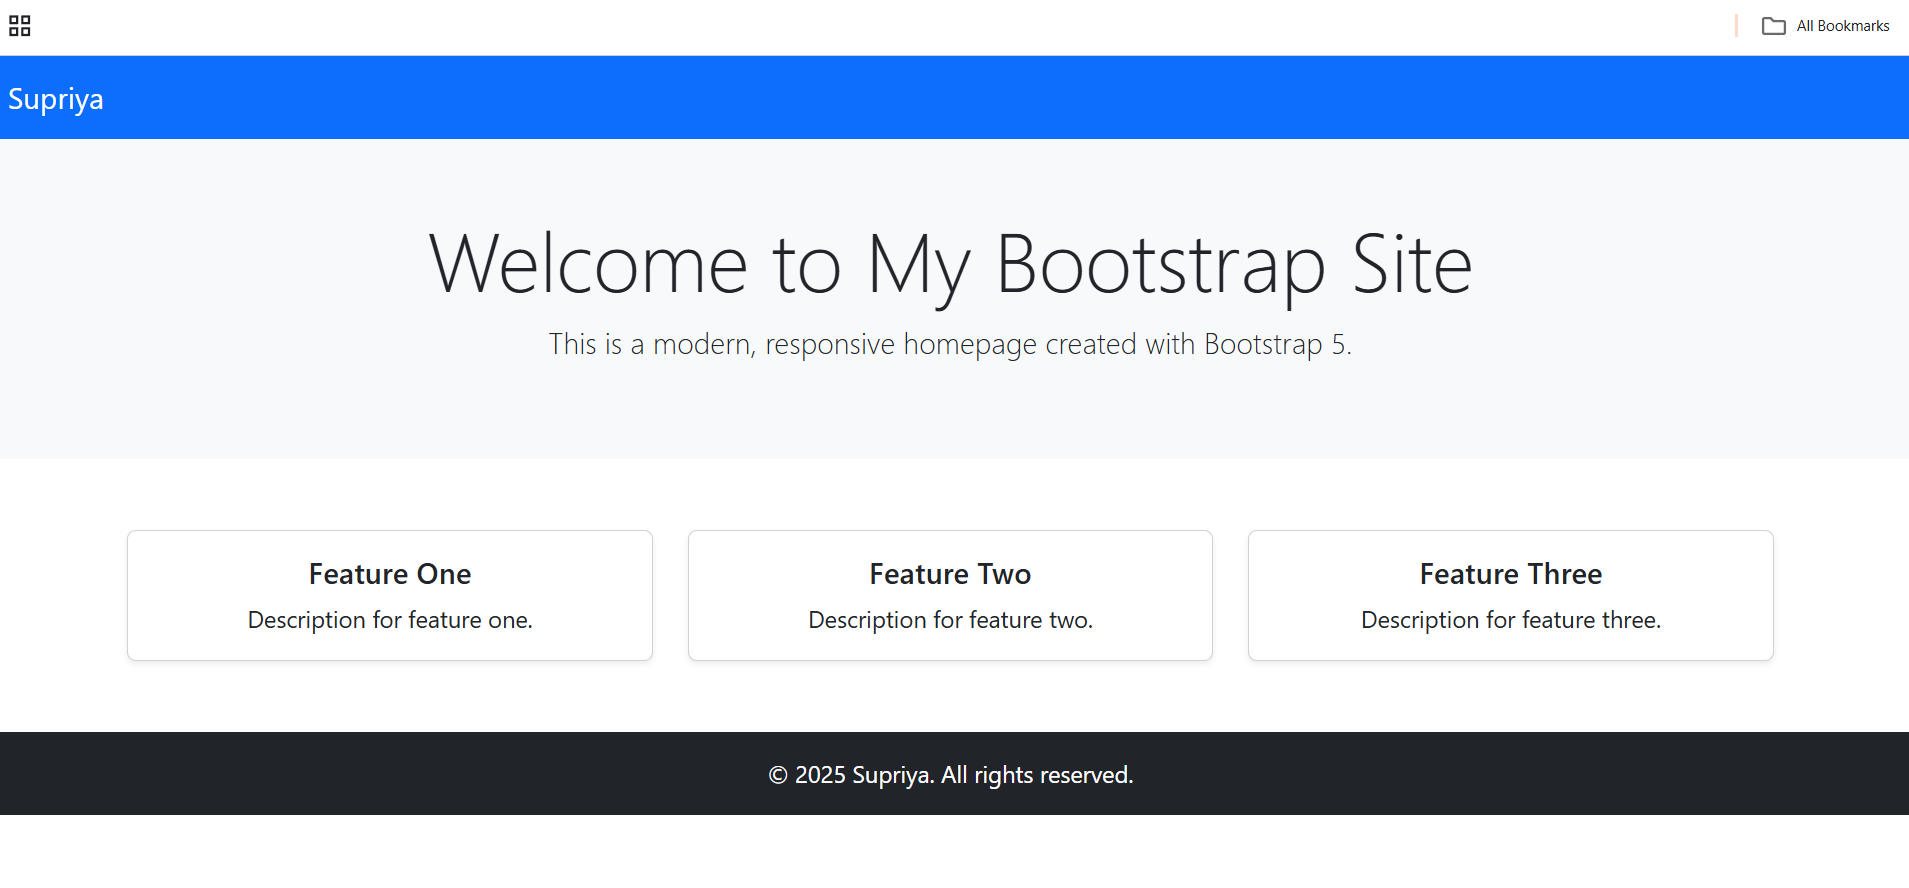 All Bookmarks
Supriya
Welcome to My Bootstrap Site
This is a modern, responsive homepage created with Bootstrap 5.
Feature One
Description for feature one.
Feature Two
Description for feature two.
Feature Three
Description for feature three.
© 2025 Supriya. All rights reserved.